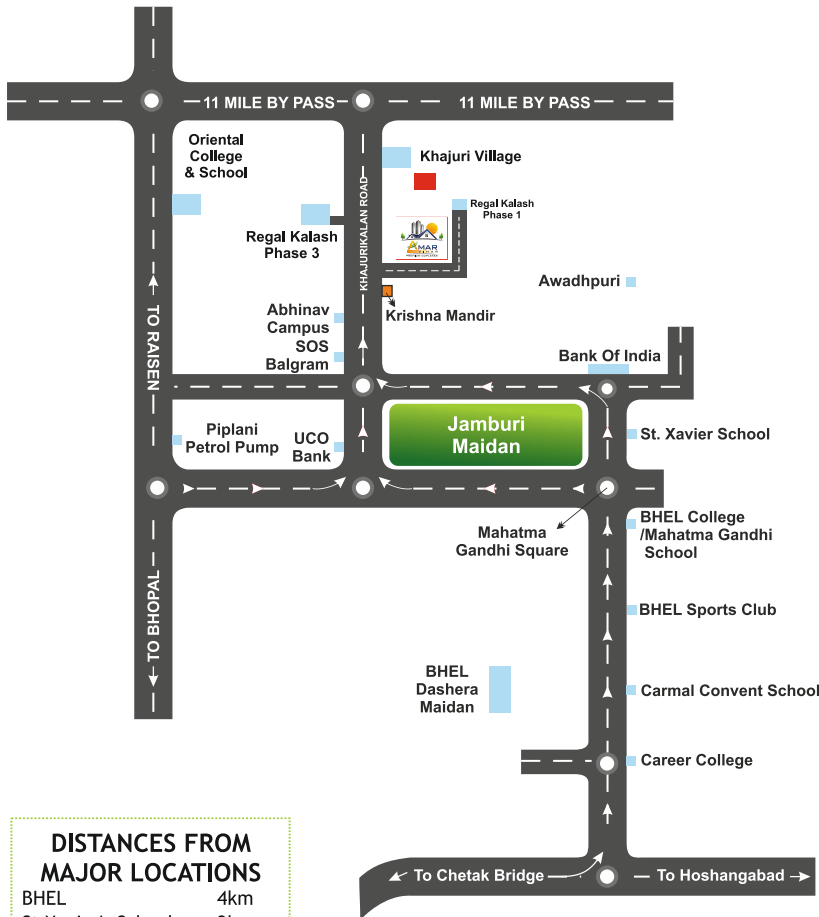 11 MILE BY PASS
11 MILE BY PASS
Oriental
College
& School
Khajuri Village
KHAJURIKALAN ROAD
Regal Kalash
Phase 1
Regal Kalash
Phase 3
AMAR
Awadhpuri
Krishna Mandir
Abhinav
Campus
SOS
Balgram
TO RAISEN
Bank Of India
Jamburi
Maidan
Piplani
Petrol Pump
UCO
Bank
St. Xavier School
Mahatma
Gandhi Square
BHEL College
/Mahatma Gandhi
School
TO BHOPAL
BHEL Sports Club
BHEL
Dashera
Maidan
Carmal Convent School
Career College
To Chetak Bridge
To Hoshangabad
DISTANCES FROM
MAJOR LOCATIONS
BHEL 4km